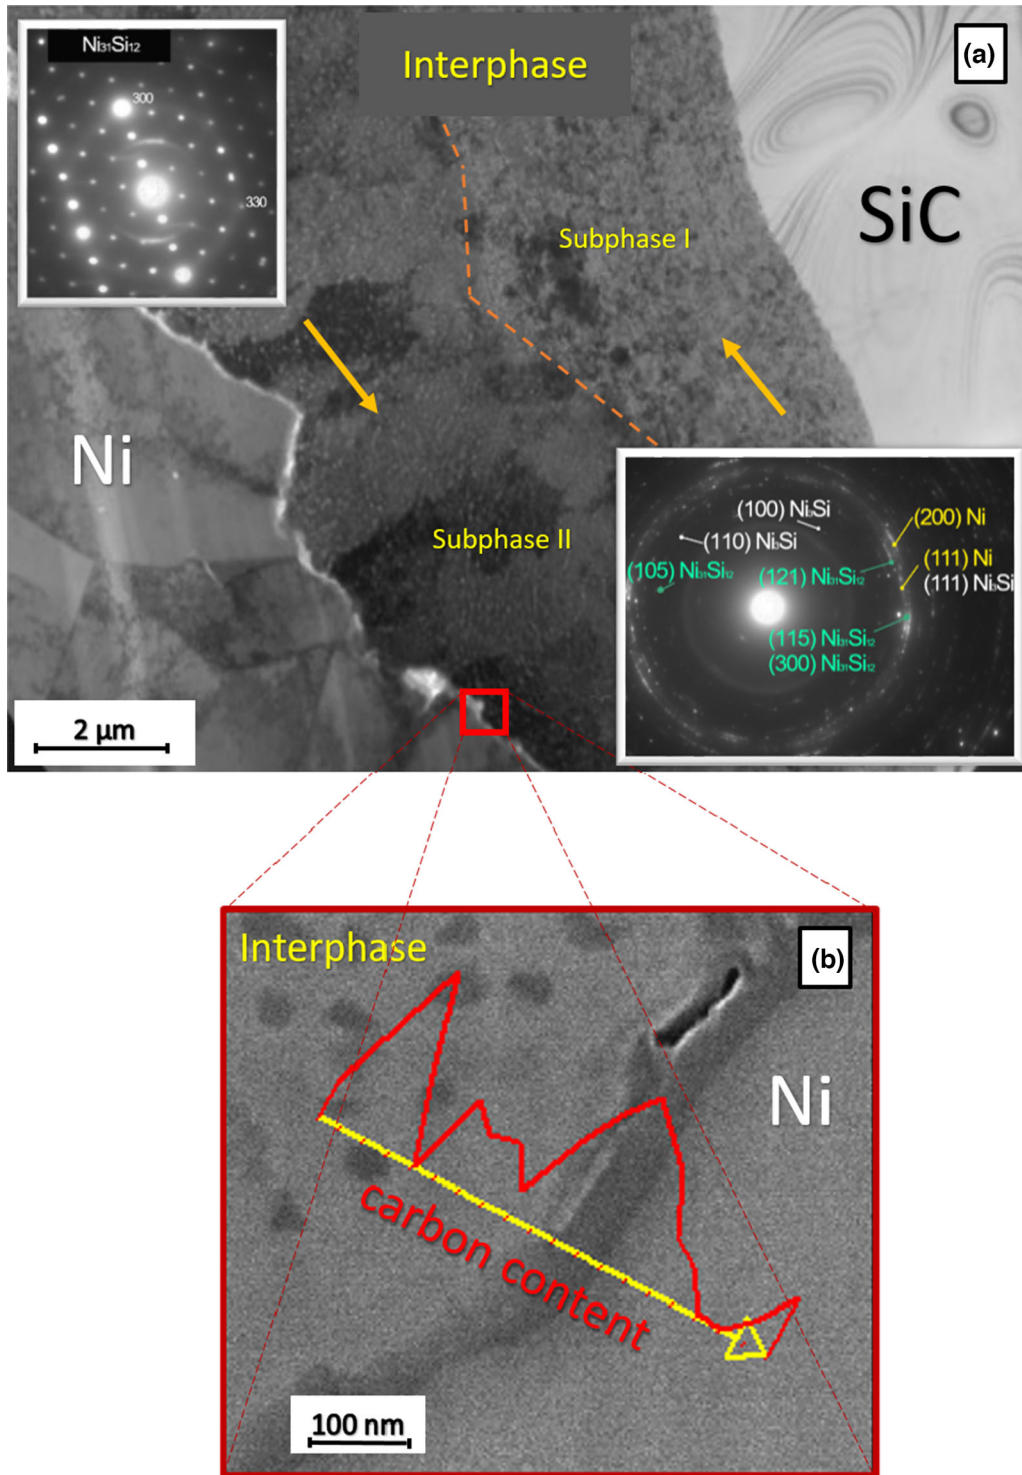 Ni₃₁Si₁₂
300
330
Interphase
(a)
SiC
Subphase I
Ni
Subphase II
(100) Ni₃Si
(110) Ni₃Si
(200) Ni
(111) Ni
(111) Ni₃Si
(105) Ni₃₁Si₁₂
(121) Ni₃₁Si₁₂
(115) Ni₃₁Si₁₂
(300) Ni₃₁Si₁₂
2 µm
Interphase
(b)
Ni
carbon content
100 nm